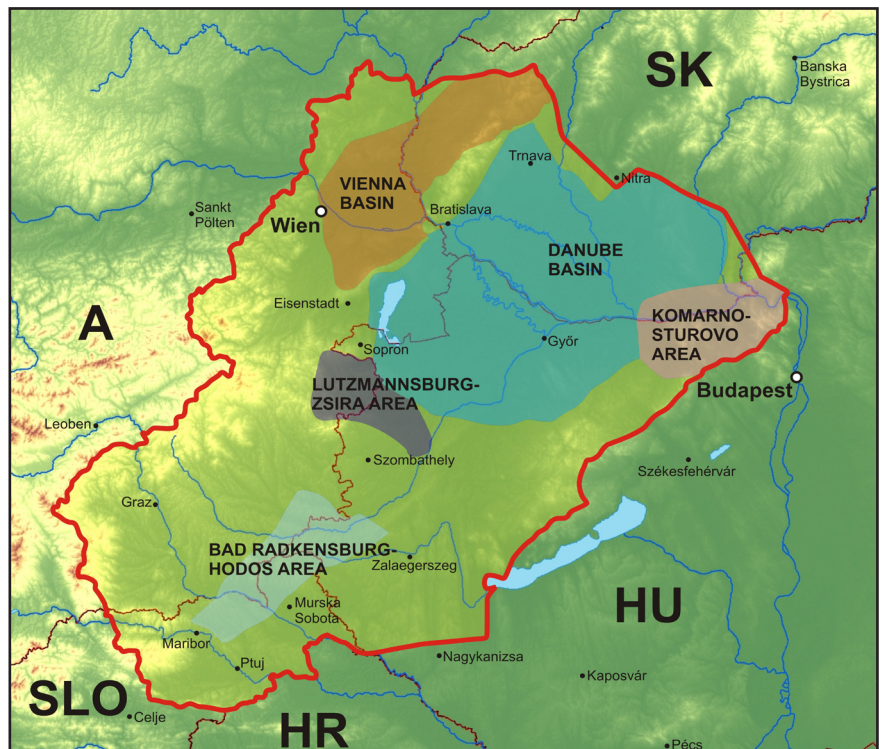 SK
Banska
Bystrica
Trnava
Nitra
VIENNA
BASIN
Sankt
Pölten
Wien
Bratislava
DANUBE
BASIN
Eisenstadt
A
KOMARNO-
STUROVO
AREA
Sopron
Győr
LUTZMANNSBURG-
ZSIRA AREA
Budapest
Leoben
Szombathely
Székesfehérvár
Graz
BAD RADKENSBURG-
HODOS AREA
Zalaegerszeg
Murska
Sobota
HU
Maribor
Nagykanizsa
Ptuj
Kaposvár
SLO
Celje
HR
Pécs